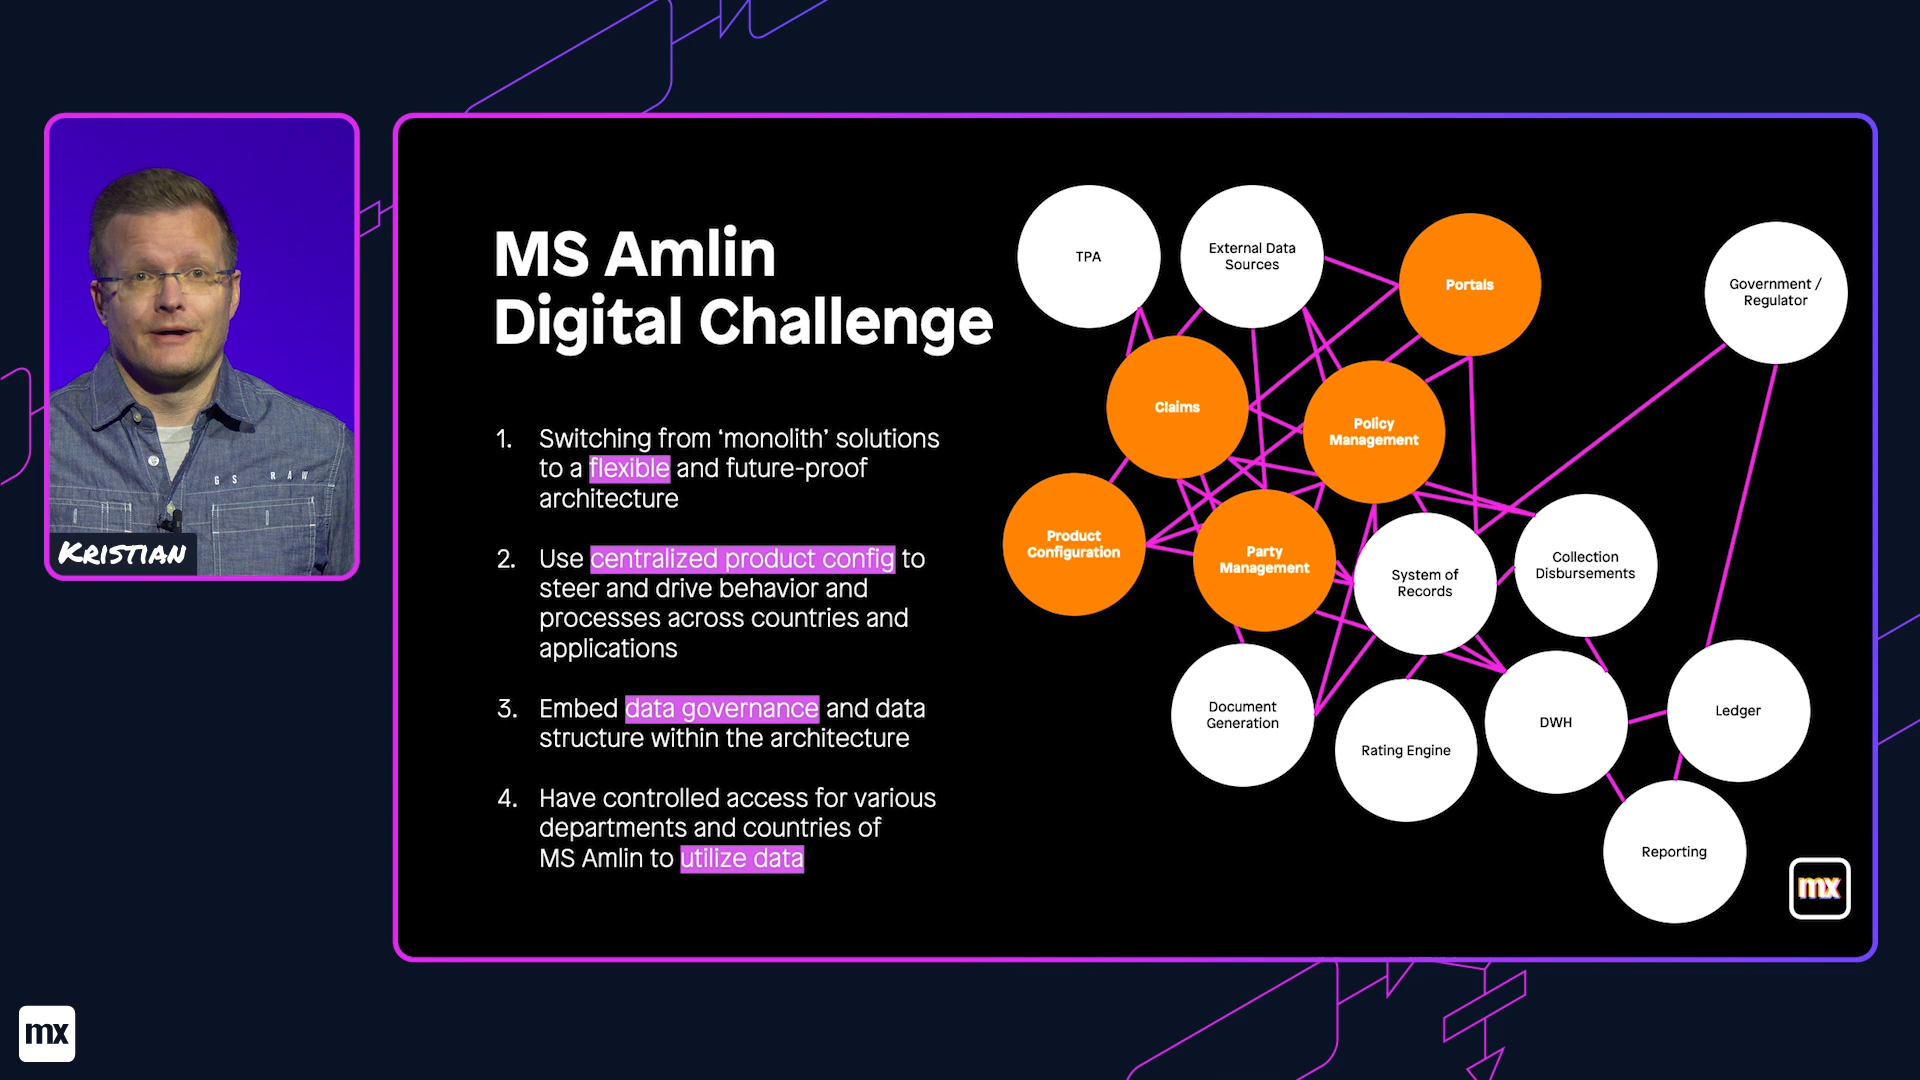 MS Amlin
Digital Challenge
1. Switching from ‘monolith’ solutions
to a flexible and future-proof
architecture
2. Use centralized product config to
steer and drive behavior and
processes across countries and
applications
3. Embed data governance and data
structure within the architecture
4. Have controlled access for various
departments and countries of
MS Amlin to utilize data
TPA
External Data
Sources
Portals
Government /
Regulator
Claims
Policy
Management
Product
Configuration
Party
Management
System of
Records
Collection
Disbursements
Document
Generation
Rating Engine
DWH
Ledger
Reporting
mx
GS RAW
Kristian
mx